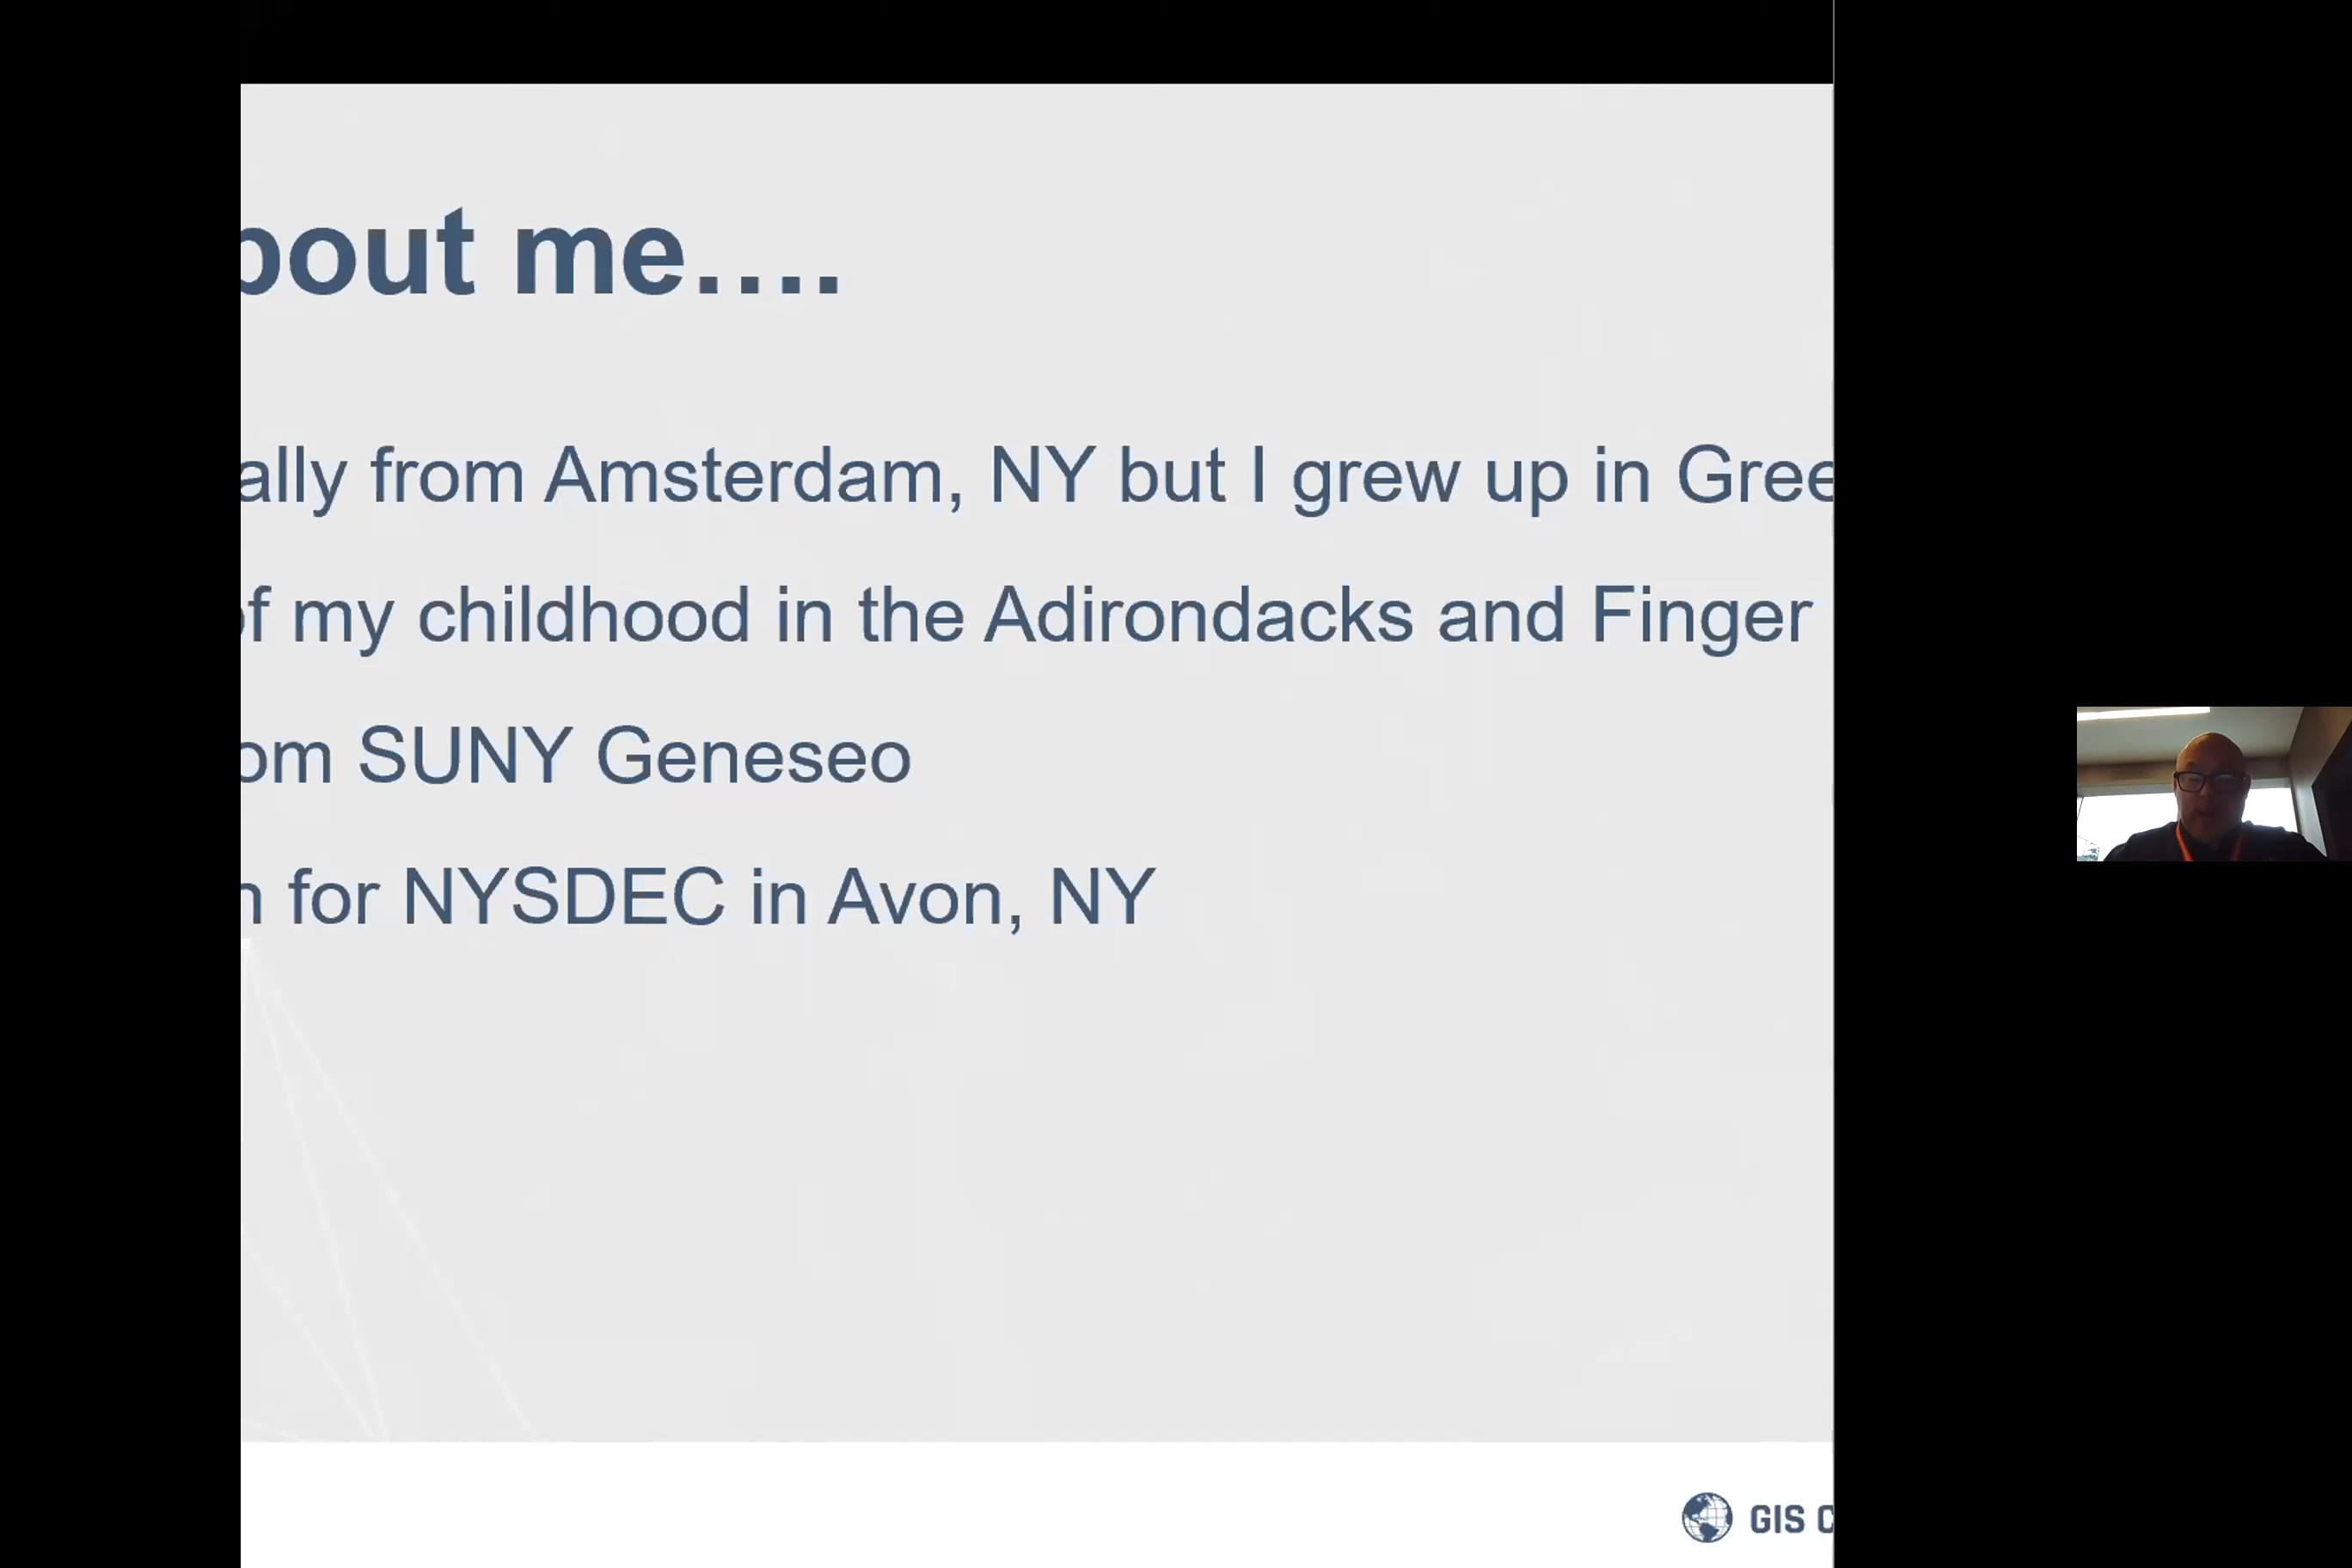 bout me....
ally from Amsterdam, NY but I grew up in Gree
of my childhood in the Adirondacks and Finger
om SUNY Geneseo
n for NYSDEC in Avon, NY
GIS C